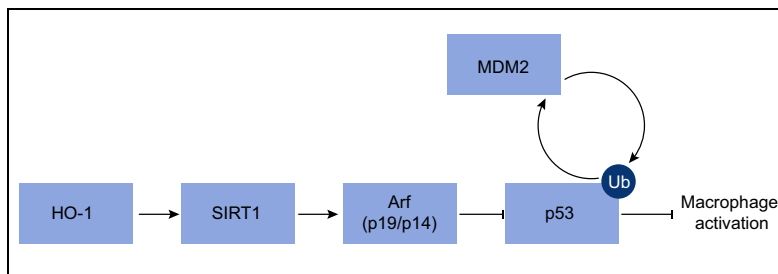 MDM2
Ub
HO-1
SIRT1
Arf
(p19/p14)
p53
Macrophage
activation